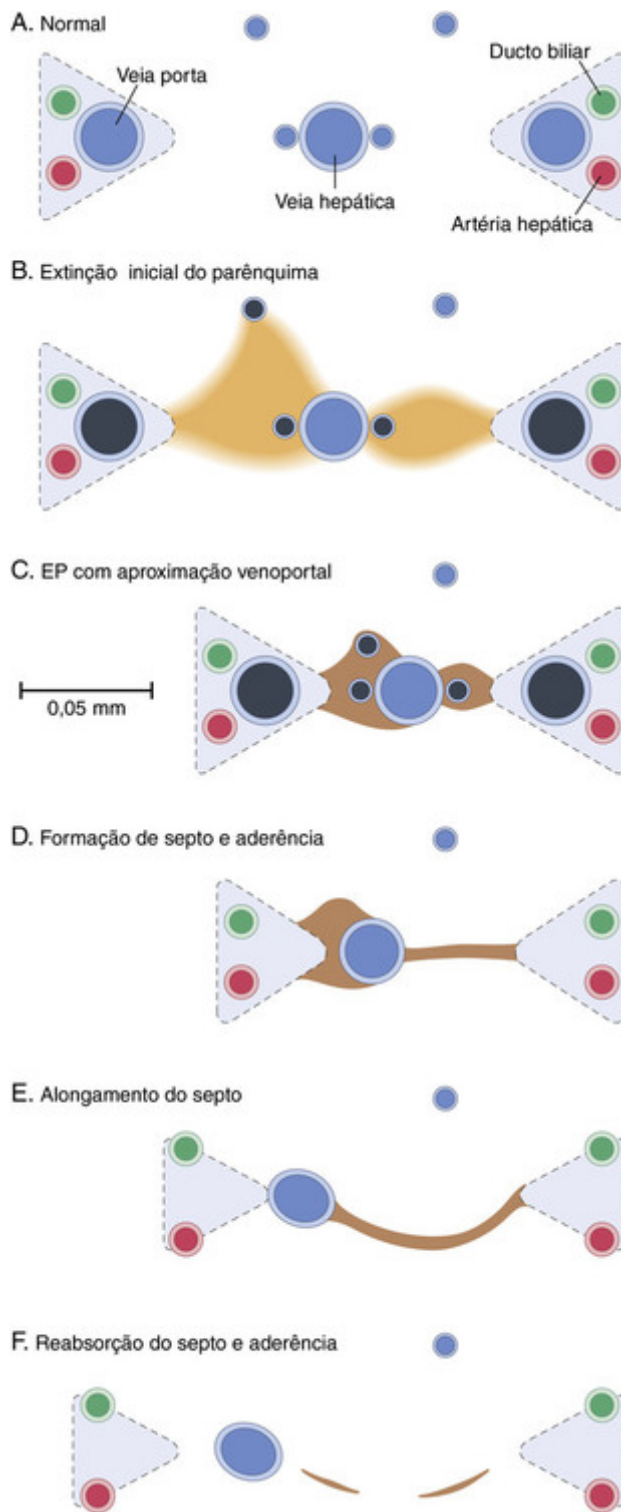 A. Normal
Ducto biliar
Veia porta
Veia hepática
Artéria hepática
B. Extinção inicial do parênquima
C. EP com aproximação venoportal
0,05 mm
D. Formação de septo e aderência
E. Alongamento do septo
F. Reabsorção do septo e aderência